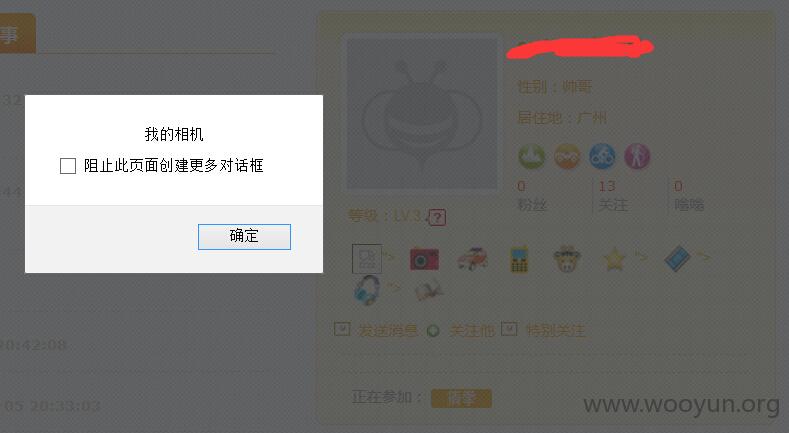 事
32
44
20:42:08
05 20:33:03
我的相机
阻止此页面创建更多对话框
确定
性别：帅哥
居住地：广州
0 13 0
粉丝 关注 嗡嗡
等级：LV.3 ?
"> "> ">
">
发送消息 关注他 特别关注
正在参加：
www.wooyun.org